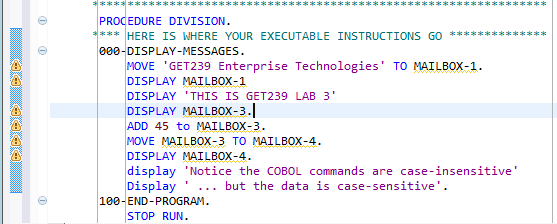 ****************************************************************
PROCEDURE DIVISION.
**** HERE IS WHERE YOUR EXECUTABLE INSTRUCTIONS GO *************
000-DISPLAY-MESSAGES.
MOVE 'GET239 Enterprise Technologies' TO MAILBOX-1.
DISPLAY MAILBOX-1
DISPLAY 'THIS IS GET239 LAB 3'
DISPLAY MAILBOX-3.
ADD 45 to MAILBOX-3.
MOVE MAILBOX-3 TO MAILBOX-4.
DISPLAY MAILBOX-4.
display 'Notice the COBOL commands are case-insensitive'
Display ' ... but the data is case-sensitive'.
100-END-PROGRAM.
STOP RUN.